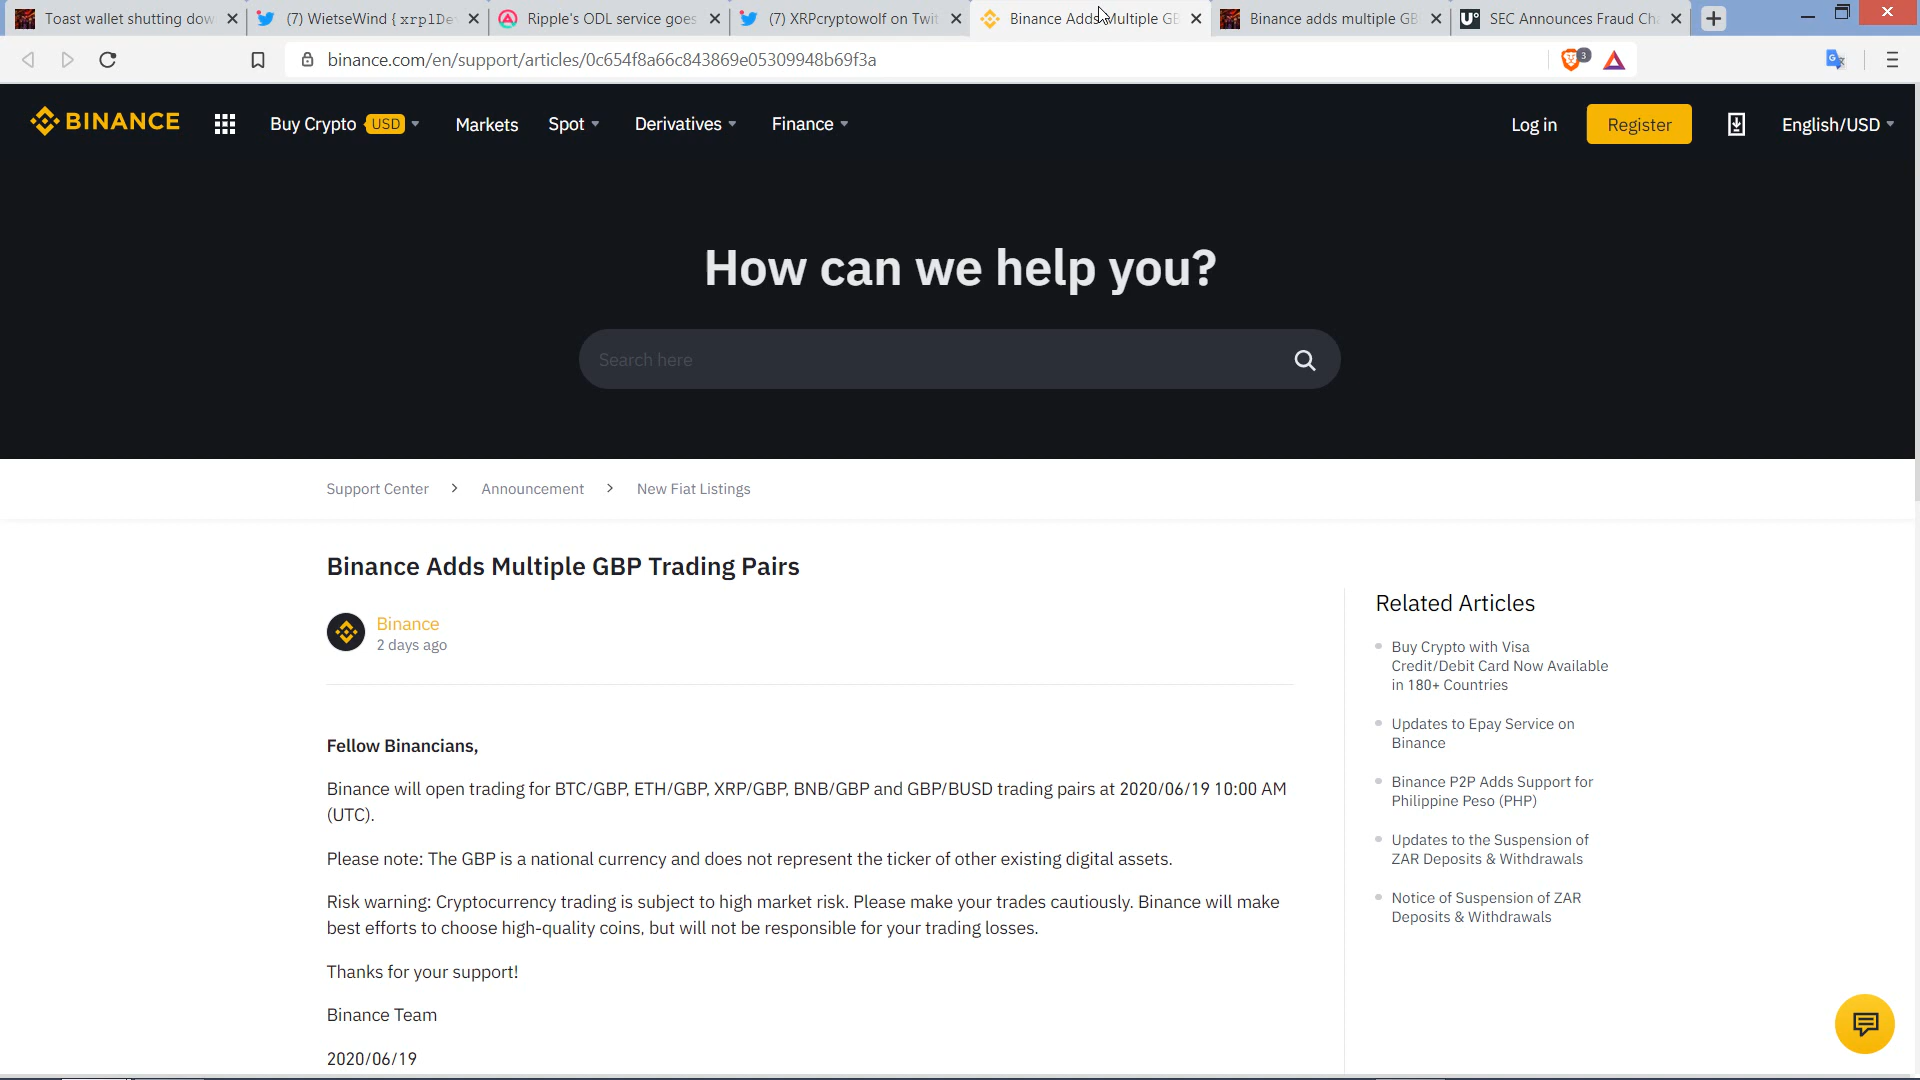 Toast wallet shutting dow
(7) WietseWind { xrplDe
Ripple's ODL service goes
(7) XRPcryptowolf on Twit
Binance Adds Multiple GB
Binance adds multiple GB
SEC Announces Fraud Ch
binance.com/en/support/articles/0c654f8a66c843869e05309948b69f3a
3
BINANCE
Buy Crypto USD
Markets
Spot
Derivatives
Finance
Log in
Register
English/USD
How can we help you?
Search here
Support Center > Announcement > New Fiat Listings
Binance Adds Multiple GBP Trading Pairs
Binance
2 days ago
Fellow Binancians,
Binance will open trading for BTC/GBP, ETH/GBP, XRP/GBP, BNB/GBP and GBP/BUSD trading pairs at 2020/06/19 10:00 AM
(UTC).
Please note: The GBP is a national currency and does not represent the ticker of other existing digital assets.
Risk warning: Cryptocurrency trading is subject to high market risk. Please make your trades cautiously. Binance will make
best efforts to choose high-quality coins, but will not be responsible for your trading losses.
Thanks for your support!
Binance Team
2020/06/19
Related Articles
Buy Crypto with Visa
Credit/Debit Card Now Available
in 180+ Countries
Updates to Epay Service on
Binance
Binance P2P Adds Support for
Philippine Peso (PHP)
Updates to the Suspension of
ZAR Deposits & Withdrawals
Notice of Suspension of ZAR
Deposits & Withdrawals